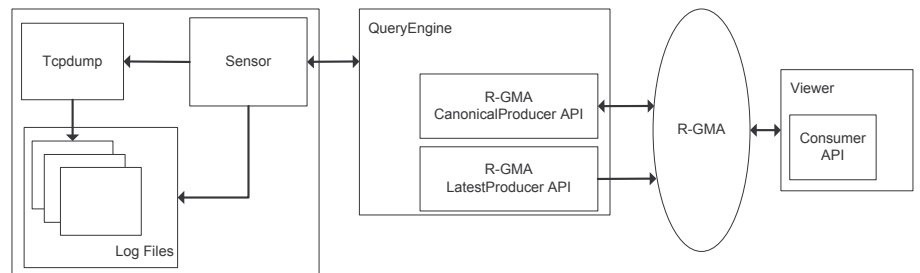 Tcpdump
Sensor
Log Files
QueryEngine
R-GMA
CanonicalProducer API
R-GMA
LatestProducer API
R-GMA
Viewer
Consumer
API